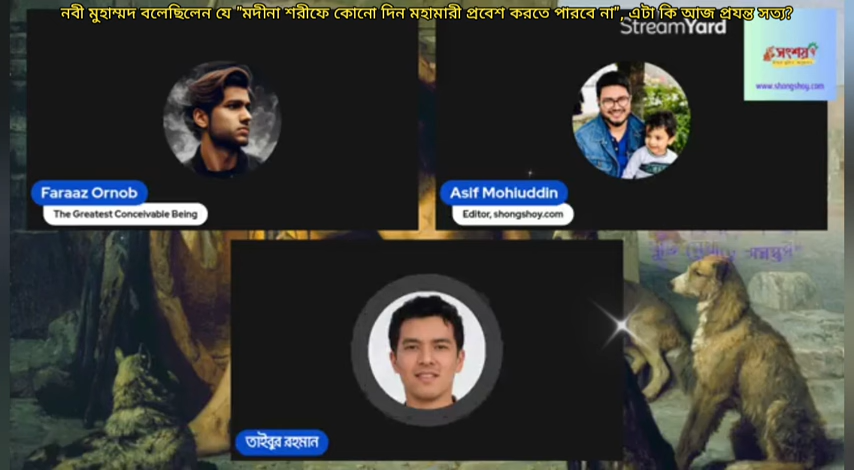 নবী মুহাম্মদ বলেছিলেন যে "মদীনা শরীফে কোনো দিন মহামারী প্রবেশ করতে পারবে না", এটা কি আজ প্রযন্ত সত্য?
StreamYard
সংশয়
www.shongshoy.com
Faraaz Ornob
The Greatest Conceivable Being
Asif Mohiuddin
Editor, shongshoy.com
তাইবুর রহমান